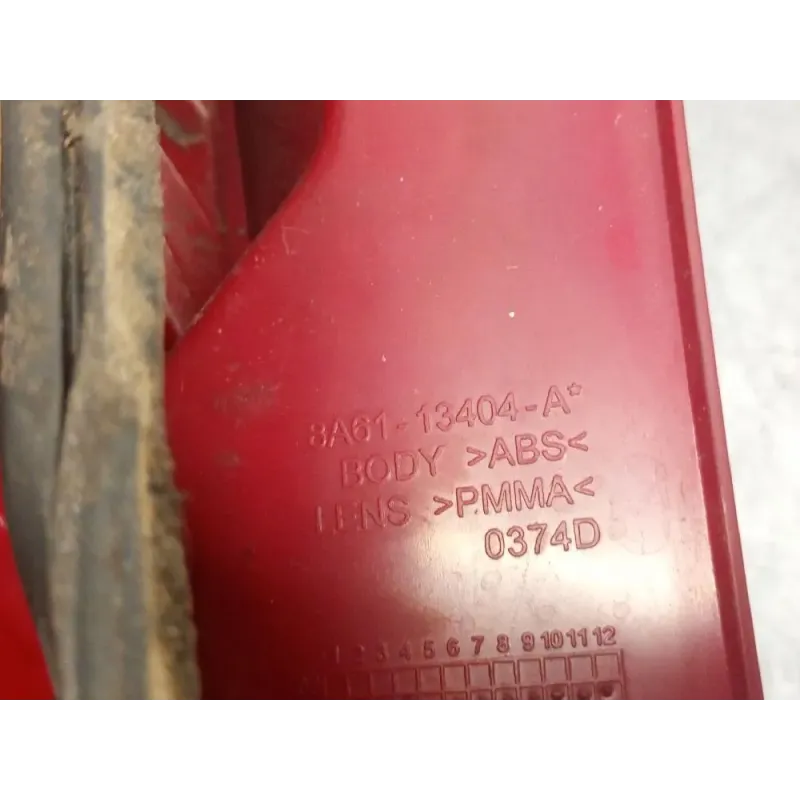 8A61-13404-A*
BODY >ABS<
LENS >PMMA<
0374D
1 2 3 4 5 6 7 8 9 10 11 12